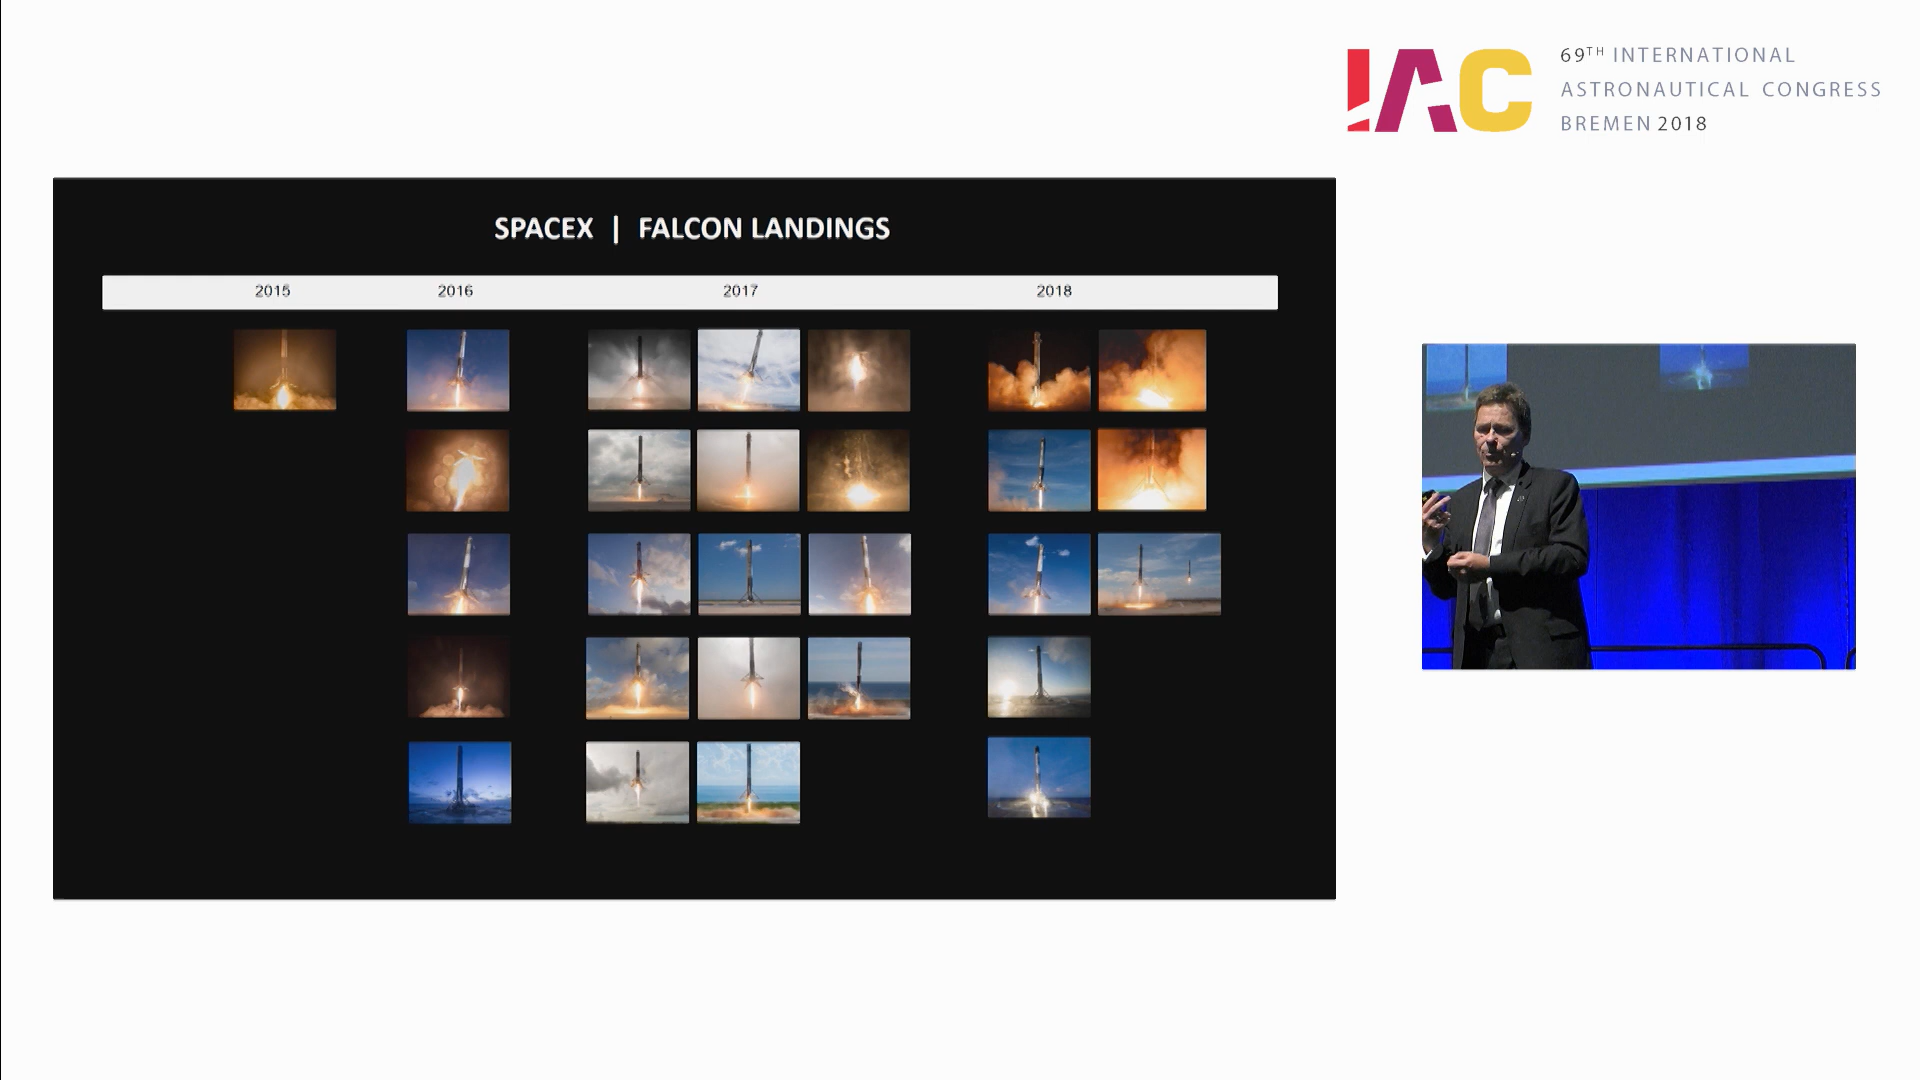 IAC
69TH INTERNATIONAL
ASTRONAUTICAL CONGRESS
BREMEN 2018
SPACEX | FALCON LANDINGS
2015 2016 2017 2018